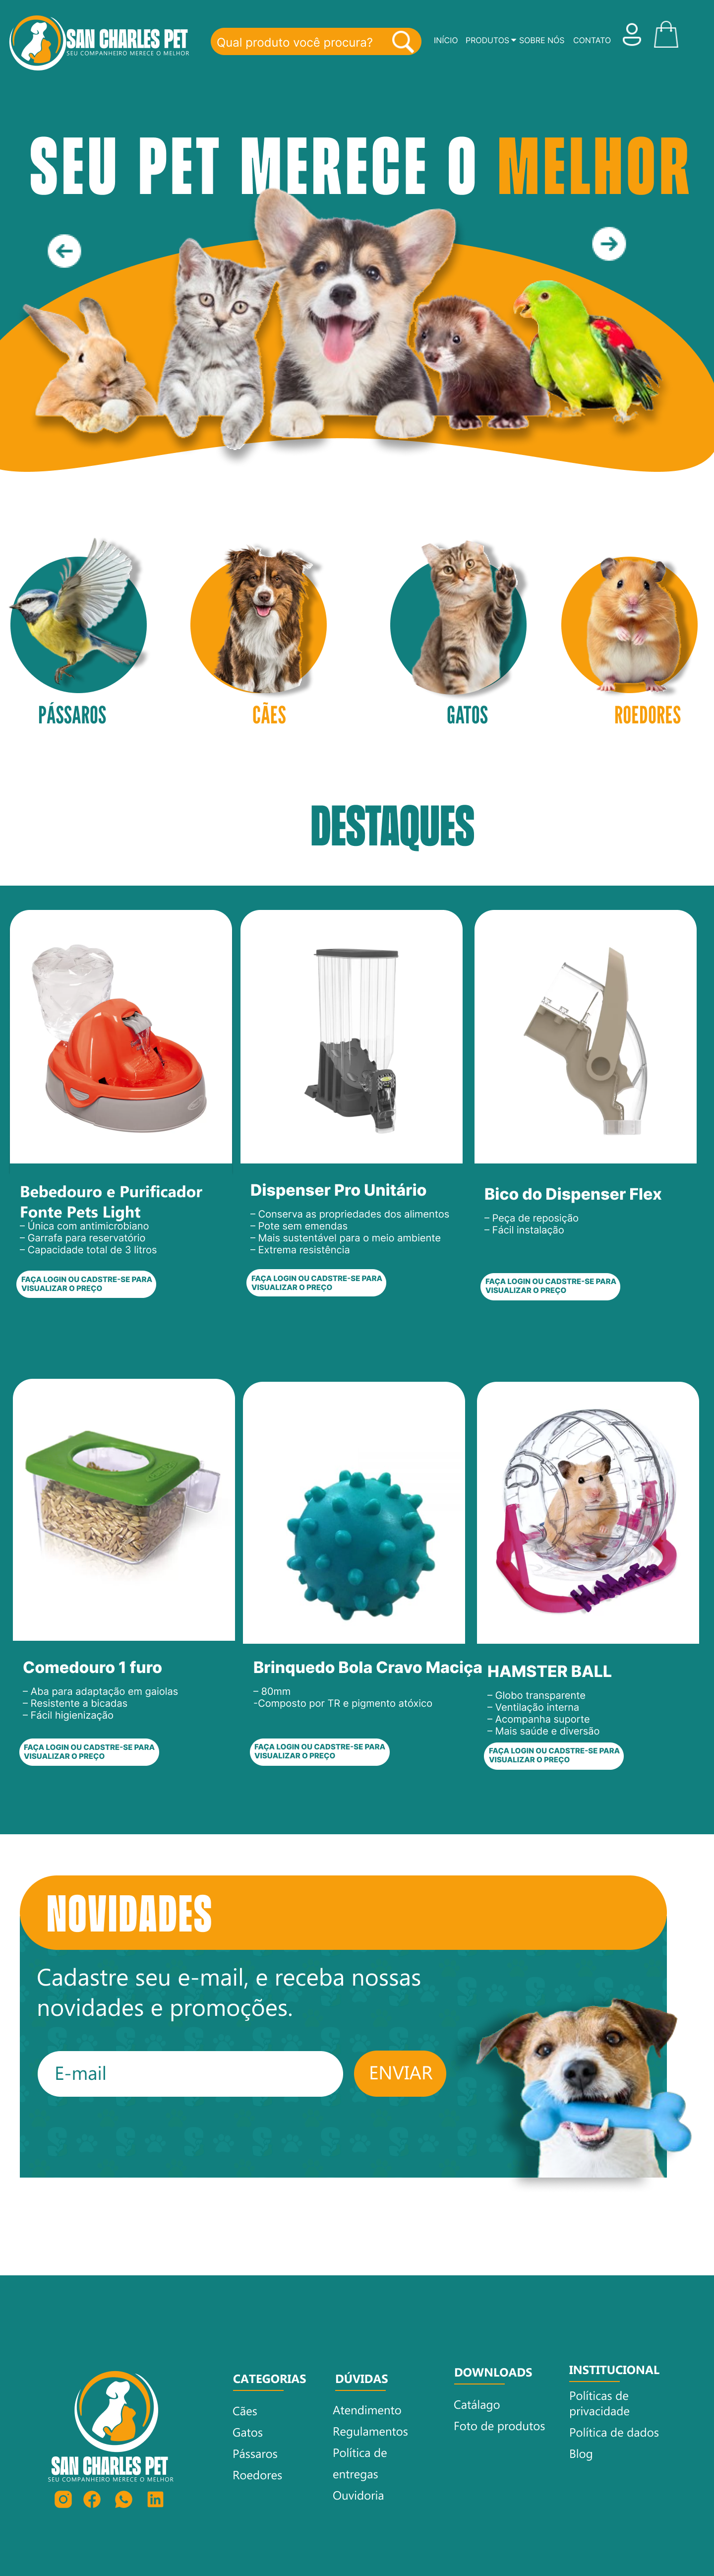 SAN CHARLES PET
SEU COMPANHEIRO MERECE O MELHOR
Qual produto você procura?
INÍCIO
PRODUTOS
SOBRE NÓS
CONTATO
SEU PET MERECE O MELHOR
PÁSSAROS
CÃES
GATOS
ROEDORES
DESTAQUES
Bebedouro e Purificador
Fonte Pets Light
– Única com antimicrobiano
– Garrafa para reservatório
– Capacidade total de 3 litros
FAÇA LOGIN OU CADSTRE-SE PARA
VISUALIZAR O PREÇO
Dispenser Pro Unitário
– Conserva as propriedades dos alimentos
– Pote sem emendas
– Mais sustentável para o meio ambiente
– Extrema resistência
FAÇA LOGIN OU CADSTRE-SE PARA
VISUALIZAR O PREÇO
Bico do Dispenser Flex
– Peça de reposição
– Fácil instalação
FAÇA LOGIN OU CADSTRE-SE PARA
VISUALIZAR O PREÇO
Comedouro 1 furo
– Aba para adaptação em gaiolas
– Resistente a bicadas
– Fácil higienização
FAÇA LOGIN OU CADSTRE-SE PARA
VISUALIZAR O PREÇO
Brinquedo Bola Cravo Maciça
– 80mm
-Composto por TR e pigmento atóxico
FAÇA LOGIN OU CADSTRE-SE PARA
VISUALIZAR O PREÇO
HAMSTER BALL
– Globo transparente
– Ventilação interna
– Acompanha suporte
– Mais saúde e diversão
FAÇA LOGIN OU CADSTRE-SE PARA
VISUALIZAR O PREÇO
NOVIDADES
Cadastre seu e-mail, e receba nossas
novidades e promoções.
E-mail
ENVIAR
SAN CHARLES PET
SEU COMPANHEIRO MERECE O MELHOR
CATEGORIAS
Cães
Gatos
Pássaros
Roedores
DÚVIDAS
Atendimento
Regulamentos
Política de
entregas
Ouvidoria
DOWNLOADS
Catálago
Foto de produtos
INSTITUCIONAL
Políticas de
privacidade
Política de dados
Blog